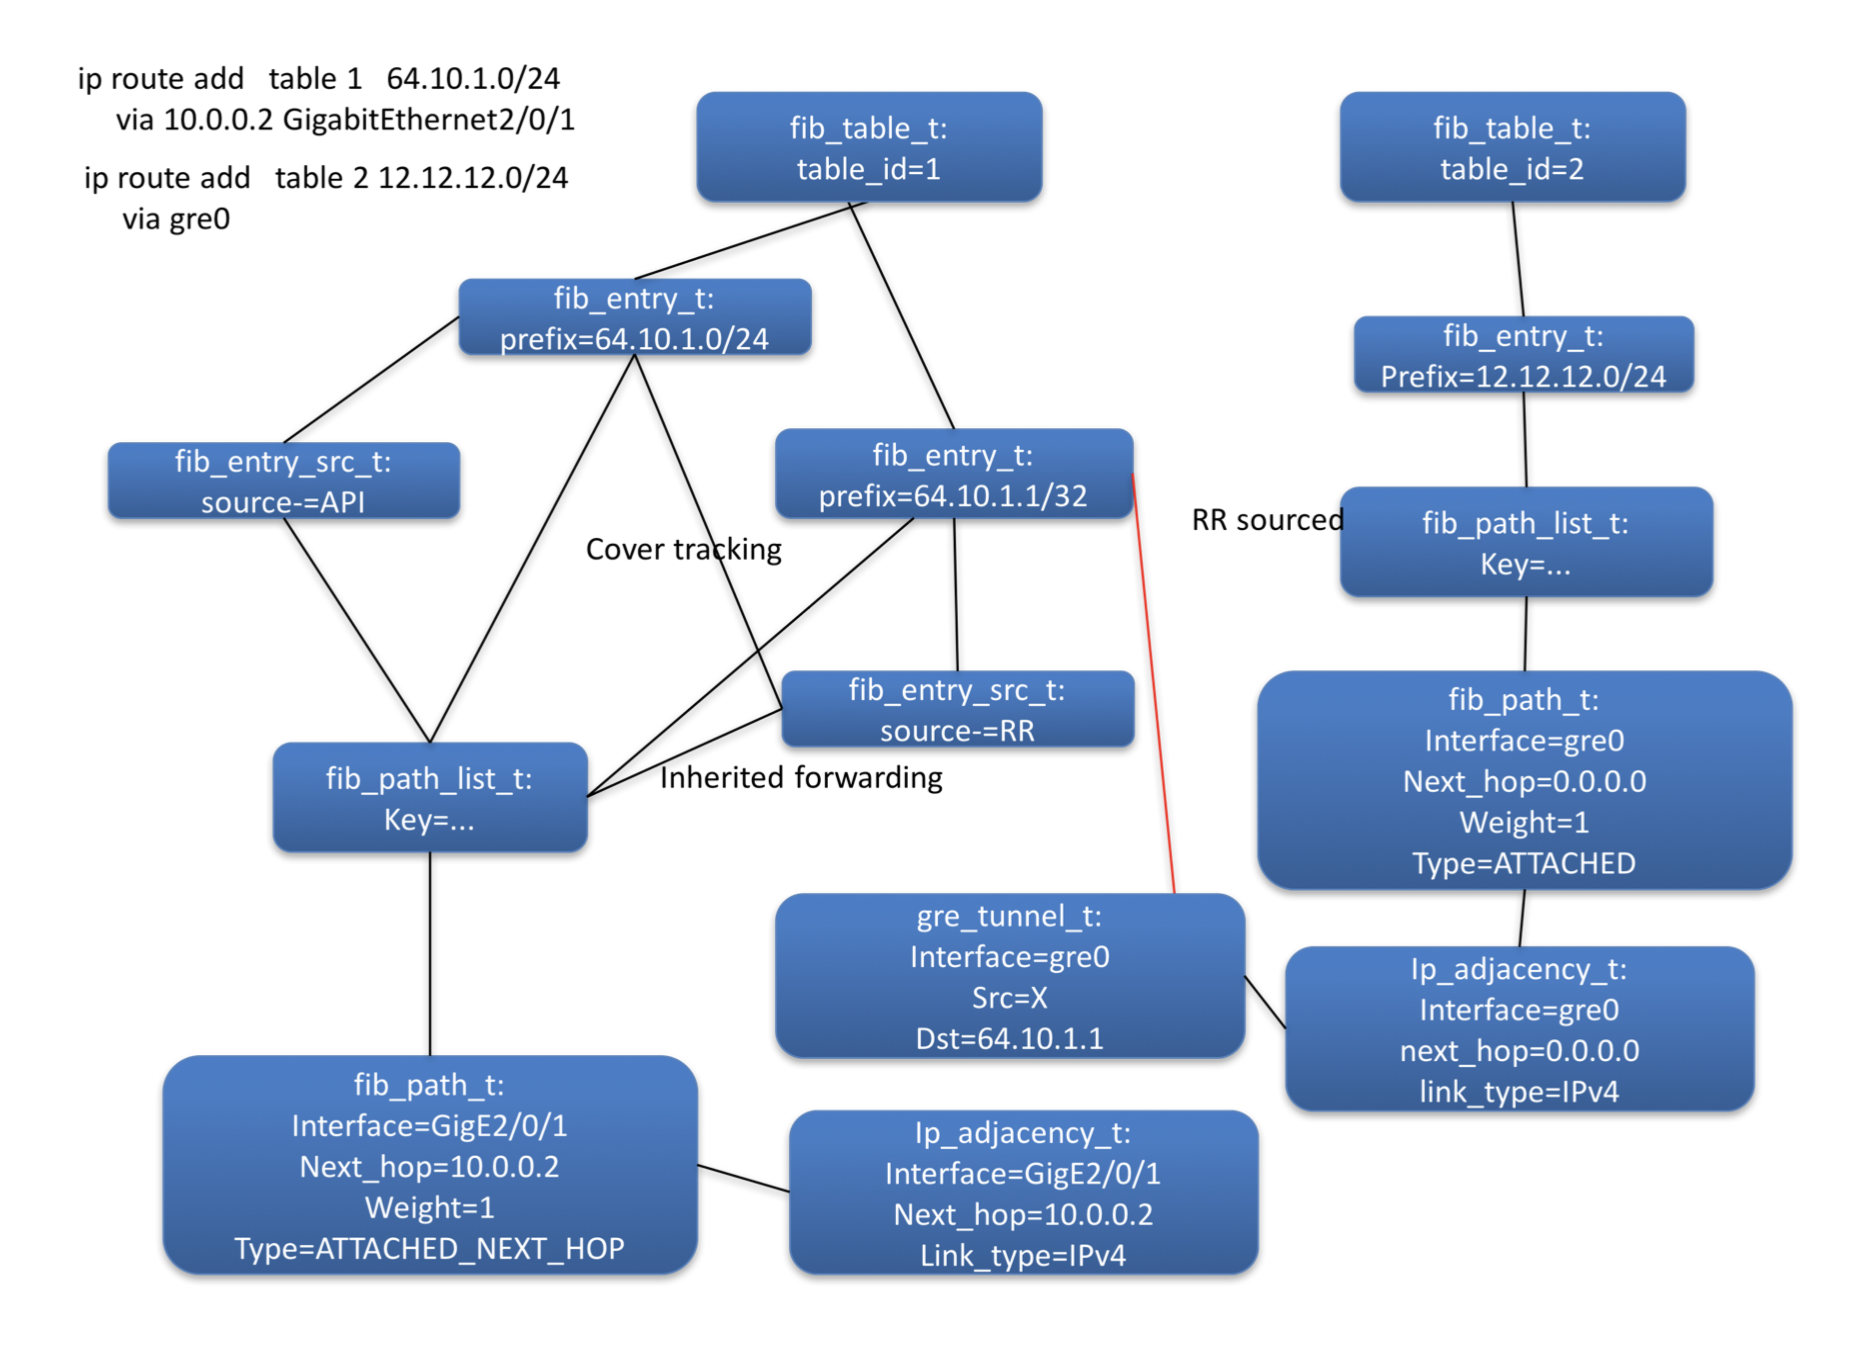 ip route add   table 1   64.10.1.0/24
via 10.0.0.2 GigabitEthernet2/0/1
ip route add   table 2 12.12.12.0/24
via gre0
fib_table_t:
table_id=1
fib_table_t:
table_id=2
fib_entry_t:
prefix=64.10.1.0/24
fib_entry_t:
Prefix=12.12.12.0/24
fib_entry_src_t:
source-=API
fib_entry_t:
prefix=64.10.1.1/32
Cover tracking
RR sourced
fib_path_list_t:
Key=...
fib_entry_src_t:
source-=RR
fib_path_t:
Interface=gre0
Next_hop=0.0.0.0
Weight=1
Type=ATTACHED
fib_path_list_t:
Key=...
Inherited forwarding
gre_tunnel_t:
Interface=gre0
Src=X
Dst=64.10.1.1
Ip_adjacency_t:
Interface=gre0
next_hop=0.0.0.0
link_type=IPv4
fib_path_t:
Interface=GigE2/0/1
Next_hop=10.0.0.2
Weight=1
Type=ATTACHED_NEXT_HOP
Ip_adjacency_t:
Interface=GigE2/0/1
Next_hop=10.0.0.2
Link_type=IPv4